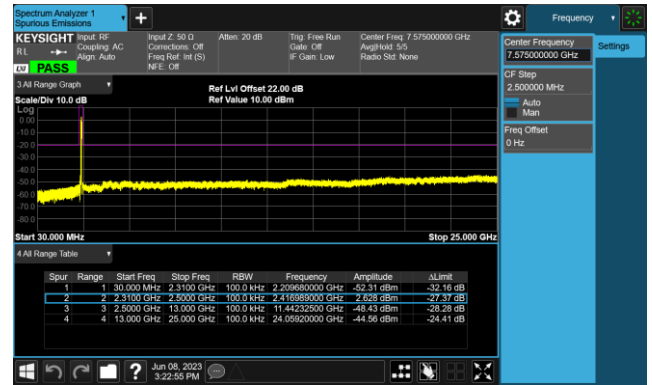 Spectrum Analyzer 1
Spurious Emissions
+
Frequency
KEYSIGHT
Input: RF
Input Z: 50 Ω
Atten: 20 dB
Trig: Free Run
Center Freq: 7.575000000 GHz
RL
Coupling: AC
Corrections: Off
Gate: Off
Avg|Hold: 5/5
Align: Auto
Freq Ref: Int (S)
IF Gain: Low
Radio Std: None
NFE: Off
LXI
PASS
Center Frequency
7.575000000 GHz
Settings
CF Step
2.500000 MHz
Auto
Man
Freq Offset
0 Hz
3 All Range Graph
Ref Lvl Offset 22.00 dB
Scale/Div 10.0 dB
Ref Value 10.00 dBm
Log
0.00
-10.0
-20.0
-30.0
-40.0
-50.0
-60.0
-70.0
-80.0
Start 30.000 MHz
Stop 25.000 GHz
4 All Range Table
Spur Range Start Freq Stop Freq RBW Frequency Amplitude ΔLimit
1 1 30.000 MHz 2.3100 GHz 100.0 kHz 2.209680000 GHz -52.31 dBm -32.16 dB
2 2 2.3100 GHz 2.5000 GHz 100.0 kHz 2.416989000 GHz 2.628 dBm -27.37 dB
3 3 2.5000 GHz 13.000 GHz 100.0 kHz 11.44232500 GHz -48.43 dBm -28.28 dB
4 4 13.000 GHz 25.000 GHz 100.0 kHz 24.05920000 GHz -44.56 dBm -24.41 dB
?
Jun 08, 2023
3:22:55 PM